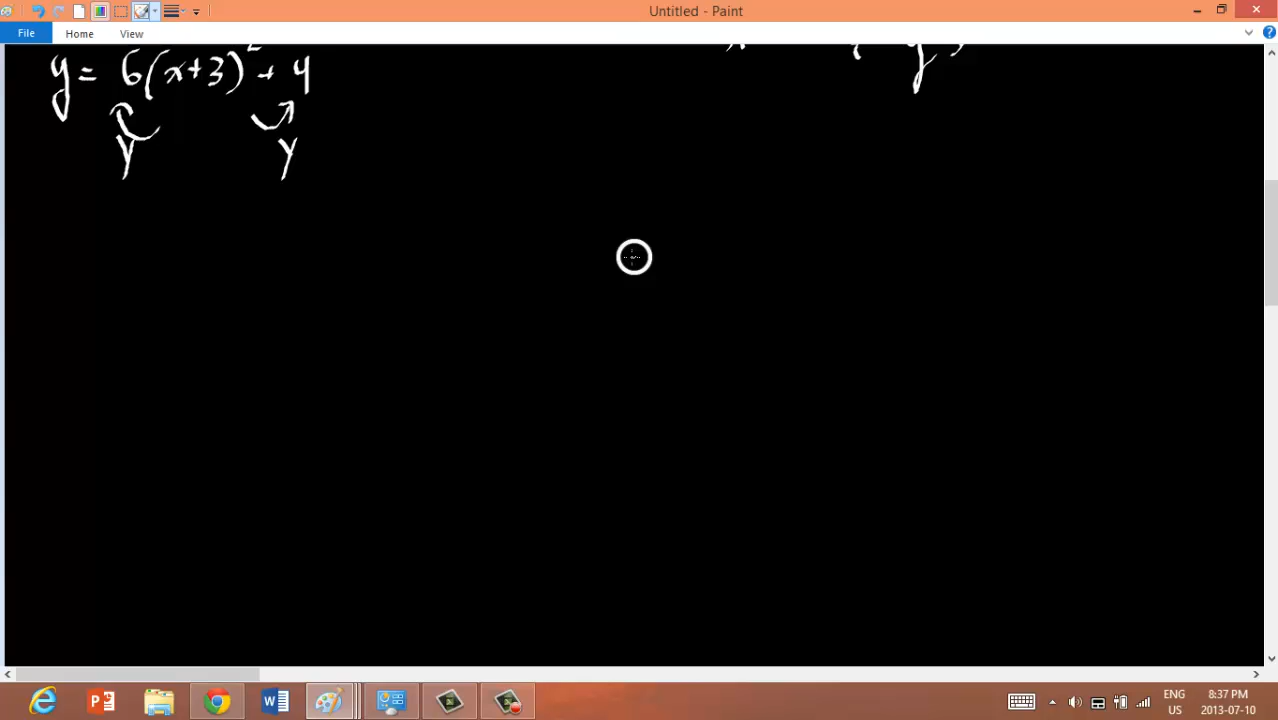 Untitled - Paint
File Home View
y = 6(x+3)² + 4
y y
ENG
US
8:37 PM
2013-07-10